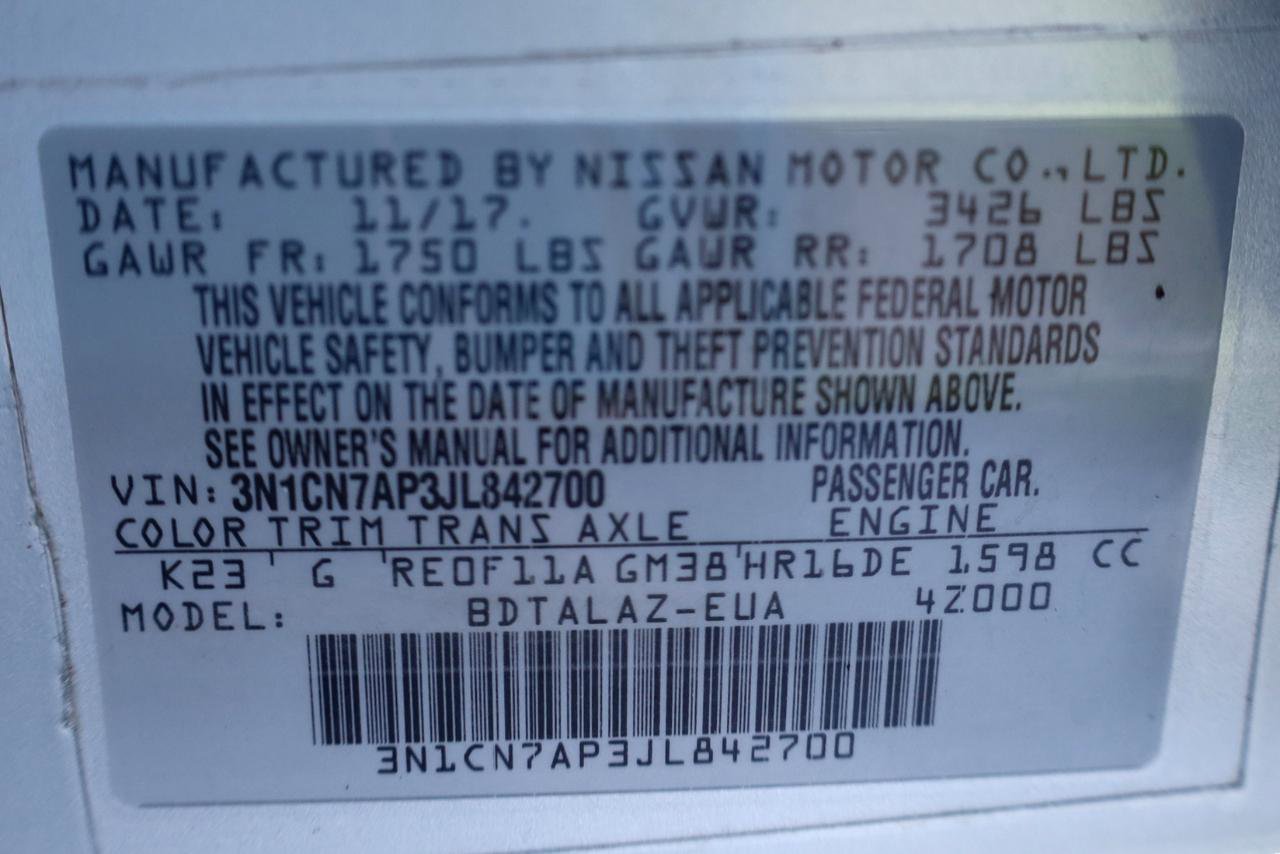 MANUFACTURED BY NISSAN MOTOR CO., LTD.
DATE: 11/17. GVWR: 3426 LBS
GAWR FR: 1750 LBS GAWR RR: 1708 LBS
THIS VEHICLE CONFORMS TO ALL APPLICABLE FEDERAL MOTOR
VEHICLE SAFETY, BUMPER AND THEFT PREVENTION STANDARDS
IN EFFECT ON THE DATE OF MANUFACTURE SHOWN ABOVE.
SEE OWNER'S MANUAL FOR ADDITIONAL INFORMATION.
VIN: 3N1CN7AP3JL842700 PASSENGER CAR.
COLOR TRIM TRANS AXLE ENGINE
K23 ' G 'RE0F11A GM38'HR16DE 1,598 CC
MODEL: BDTALAZ-EUA 4Z000
3N1CN7AP3JL842700